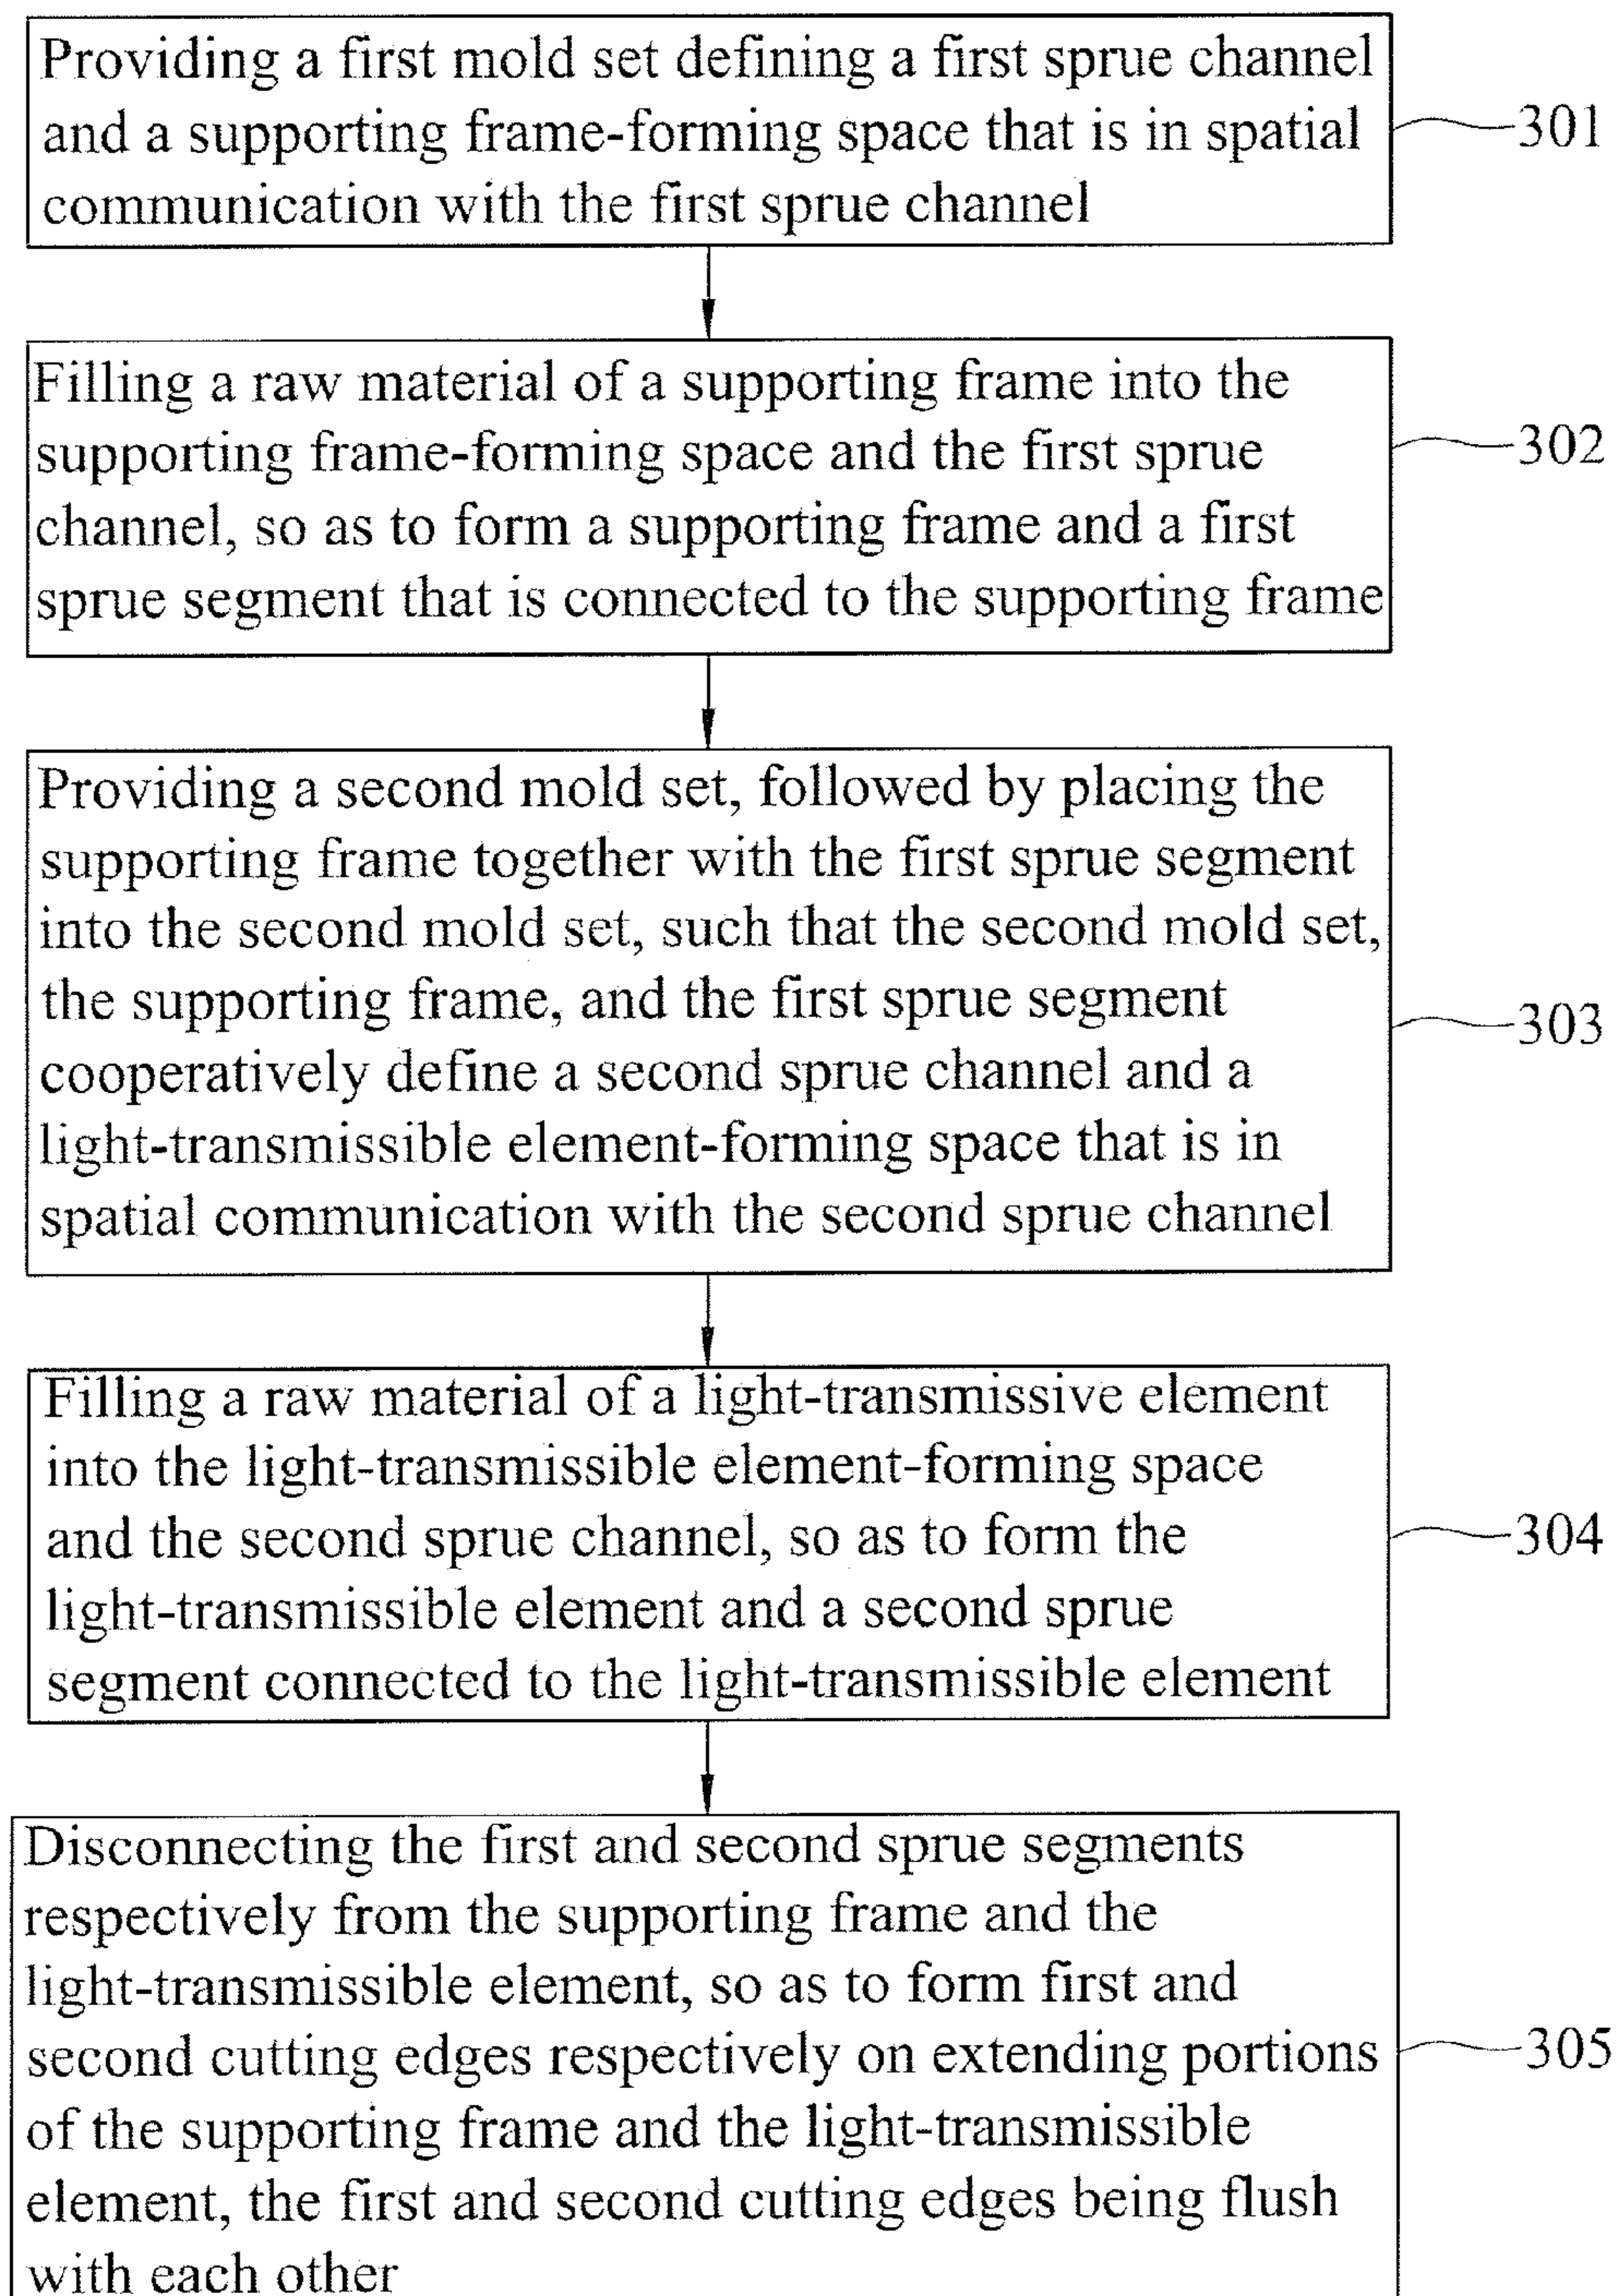 Providing a first mold set defining a first sprue channel
and a supporting frame-forming space that is in spatial
communication with the first sprue channel
301
Filling a raw material of a supporting frame into the
supporting frame-forming space and the first sprue
channel, so as to form a supporting frame and a first
sprue segment that is connected to the supporting frame
302
Providing a second mold set, followed by placing the
supporting frame together with the first sprue segment
into the second mold set, such that the second mold set,
the supporting frame, and the first sprue segment
cooperatively define a second sprue channel and a
light-transmissible element-forming space that is in
spatial communication with the second sprue channel
303
Filling a raw material of a light-transmissive element
into the light-transmissible element-forming space
and the second sprue channel, so as to form the
light-transmissible element and a second sprue
segment connected to the light-transmissible element
304
Disconnecting the first and second sprue segments
respectively from the supporting frame and the
light-transmissible element, so as to form first and
second cutting edges respectively on extending portions
of the supporting frame and the light-transmissible
element, the first and second cutting edges being flush
with each other
305